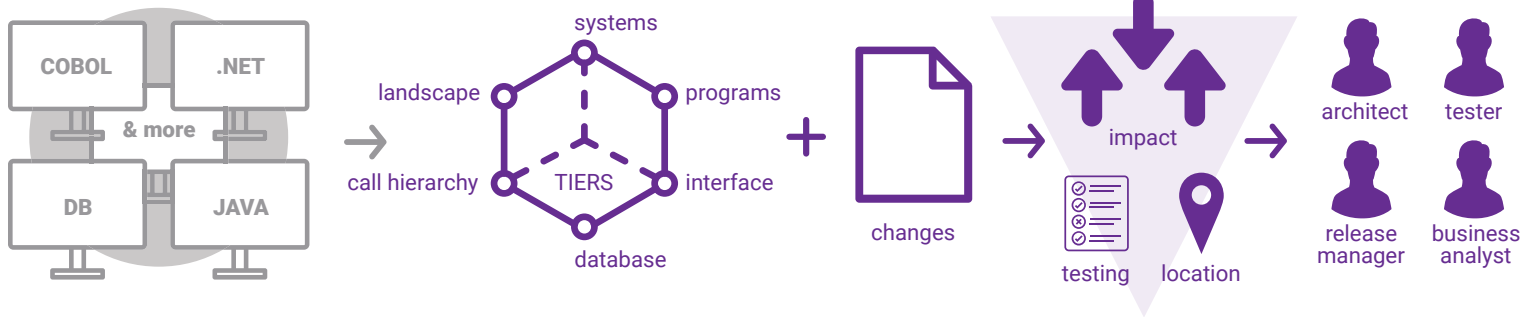 COBOL
.NET
& more
DB
JAVA
systems
landscape
programs
call hierarchy
TIERS
interface
database
changes
impact
testing
location
architect
tester
release
manager
business
analyst